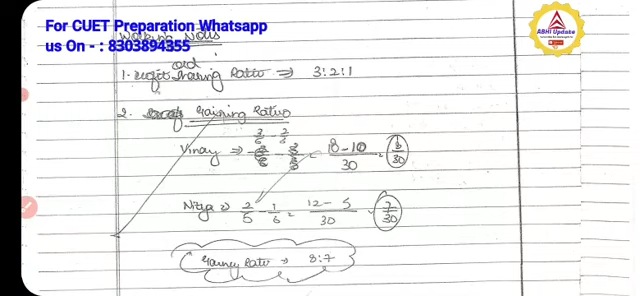 For CUET Preparation Whatsapp
us On - : 8303894355
ABHI Update
Working Notes
old
1. Profit sharing Ratio ⇒ 3:2:1
2. Gaining Ratio
3/5 - 2/6
Vinay ⇒ = 18-10/30 = 8/30
Nitya ⇒ 2/5 - 1/6 = 12-5/30 = 7/30
Gaining Ratio → 8:7